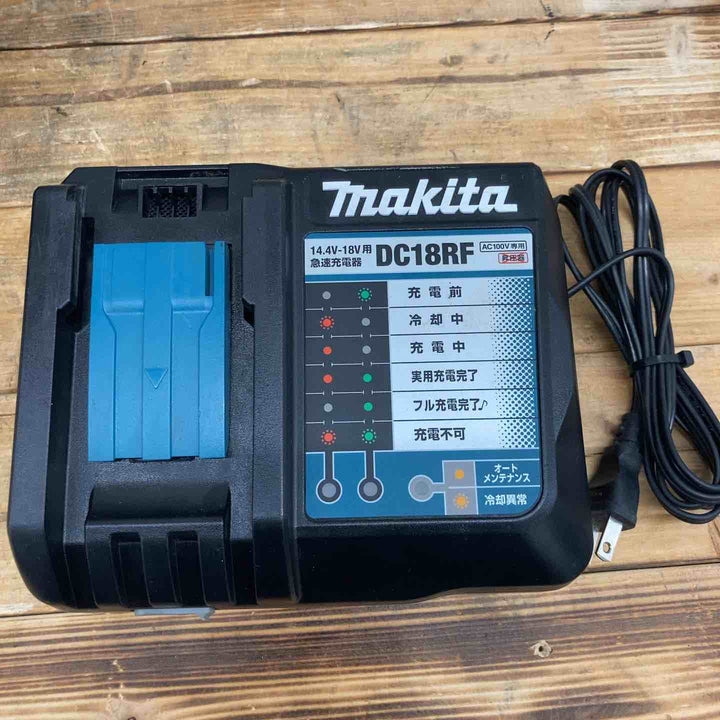 makita
14.4V-18V用
急速充電器
DC18RF
AC100V専用
昇圧器
充電前
冷却中
充電中
実用充電完了
フル充電完了♪
充電不可
オート
メンテナンス
冷却異常